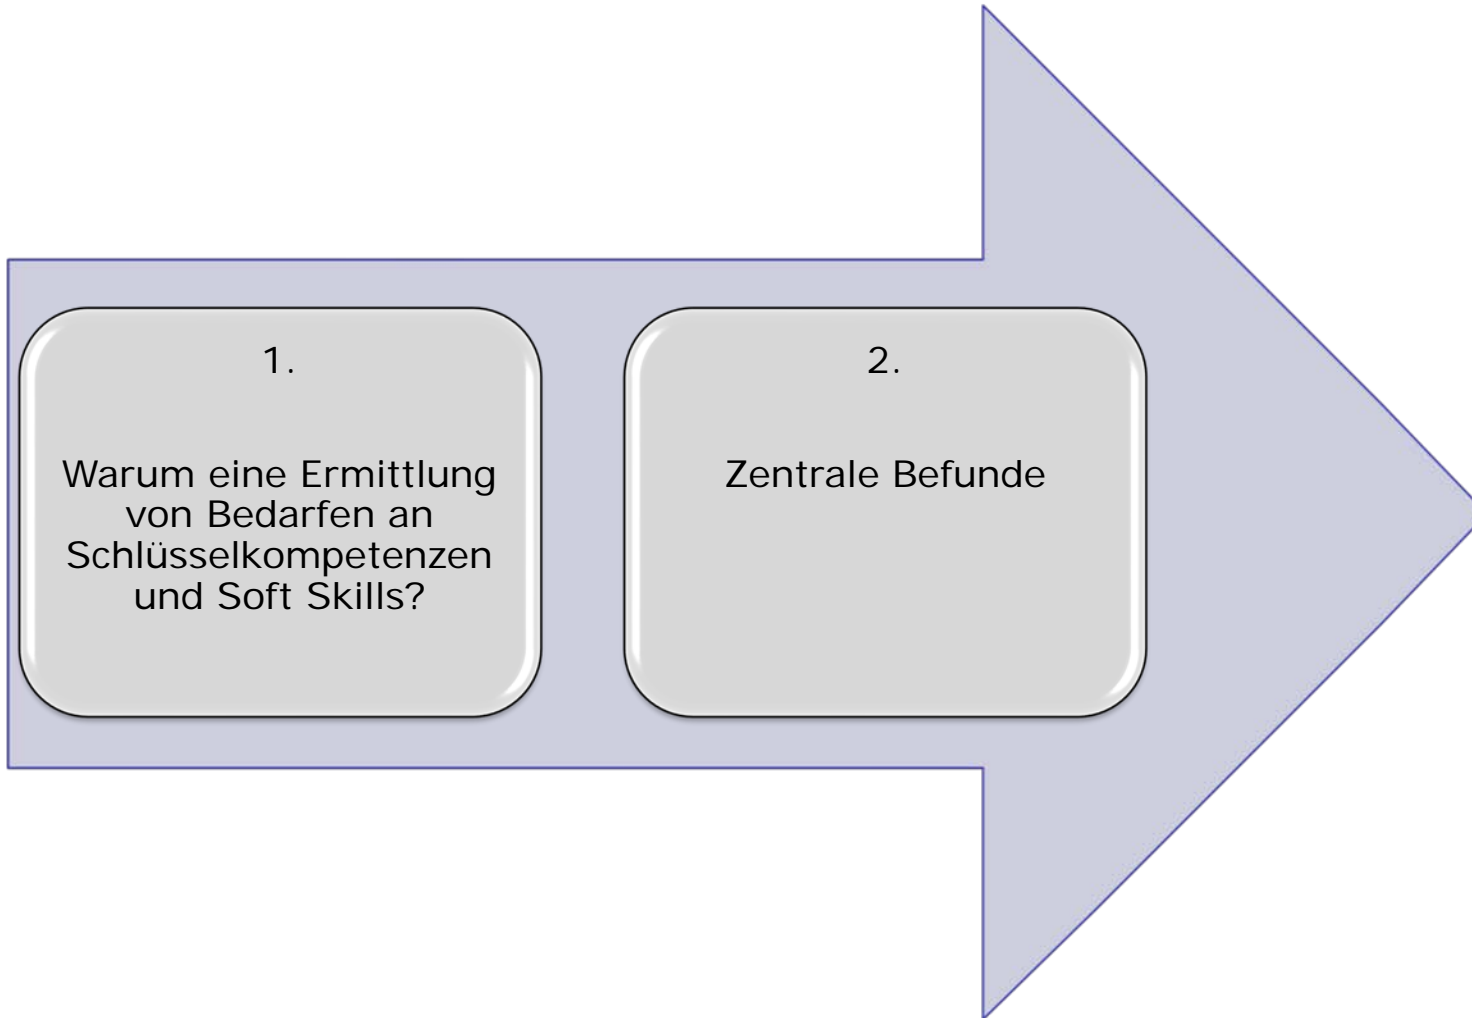 1.
Warum eine Ermittlung
von Bedarfen an
Schlüsselkompetenzen
und Soft Skills?
2.
Zentrale Befunde